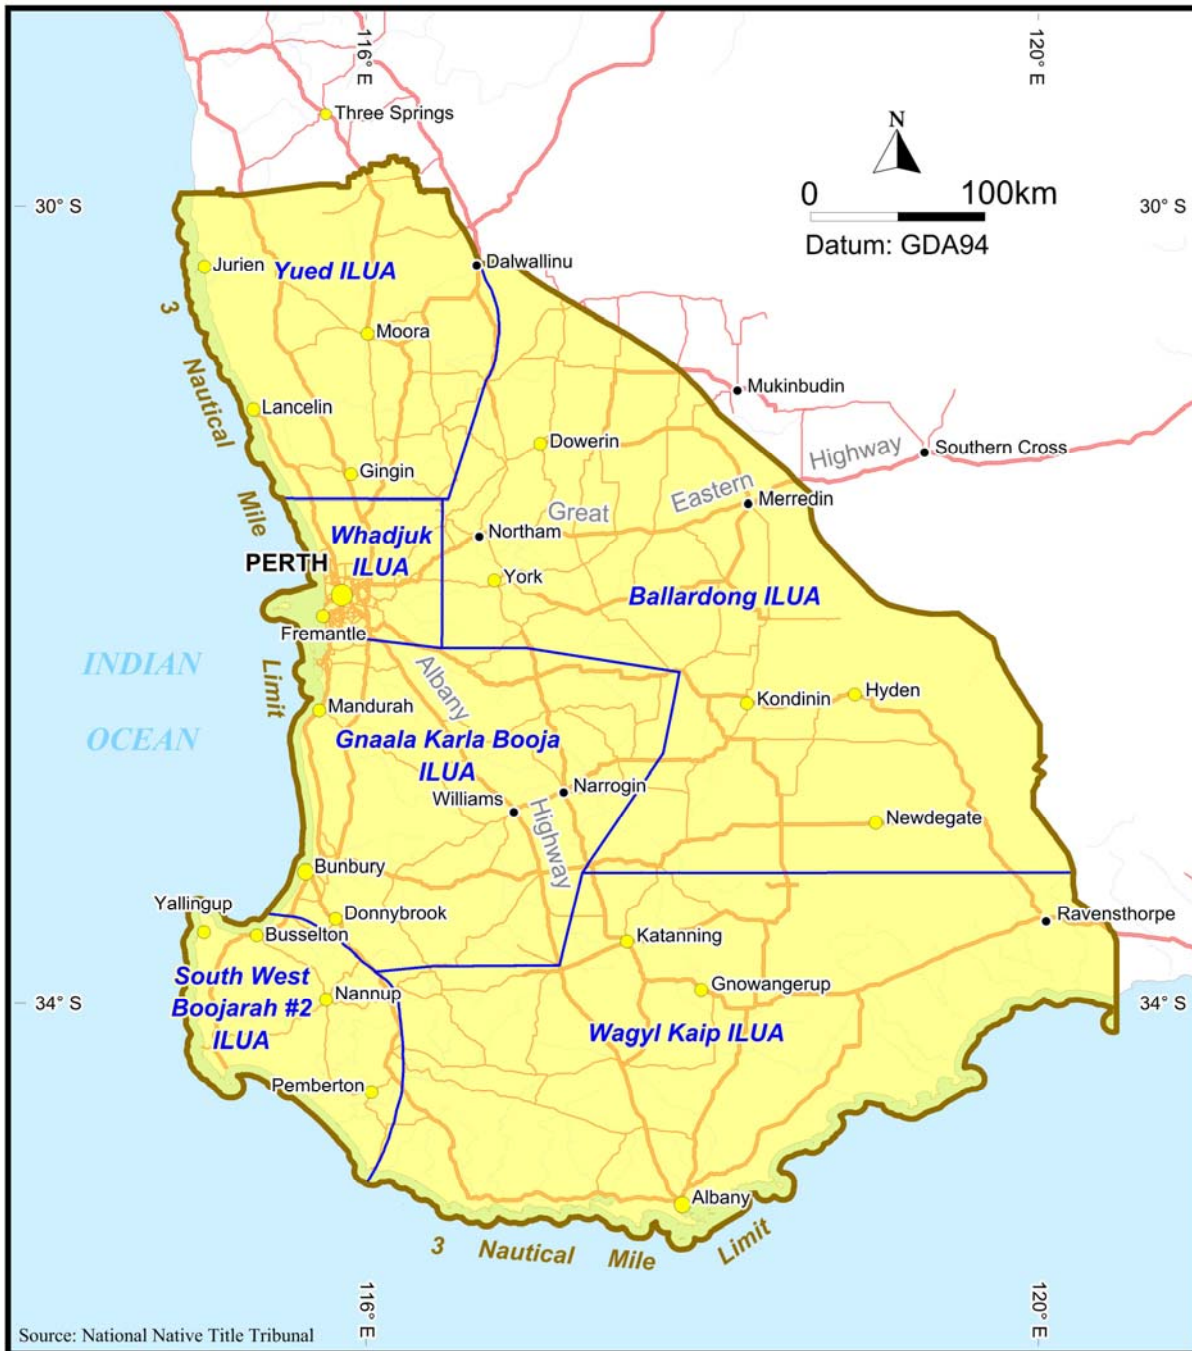 116° E
120° E
Three Springs
N
0 100km
Datum: GDA94
30° S
30° S
Jurien
Yued ILUA
Dalwallinu
Moora
Mukinbudin
Lancelin
Dowerin
Southern Cross
Gingin
Great Eastern Highway
Merredin
Whadjuk
ILUA
Northam
PERTH
York
Ballardong ILUA
Fremantle
INDIAN
OCEAN
3 Nautical Mile Limit
Albany Highway
Mandurah
Kondinin
Hyden
Gnaala Karla Booja
ILUA
Narrogin
Williams
Newdegate
Bunbury
Yallingup
Donnybrook
Ravensthorpe
Busselton
Katanning
South West
Boojarah #2
ILUA
Nannup
Gnowangerup
34° S
34° S
Wagyl Kaip ILUA
Pemberton
Albany
3 Nautical Mile Limit
116° E
120° E
Source: National Native Title Tribunal